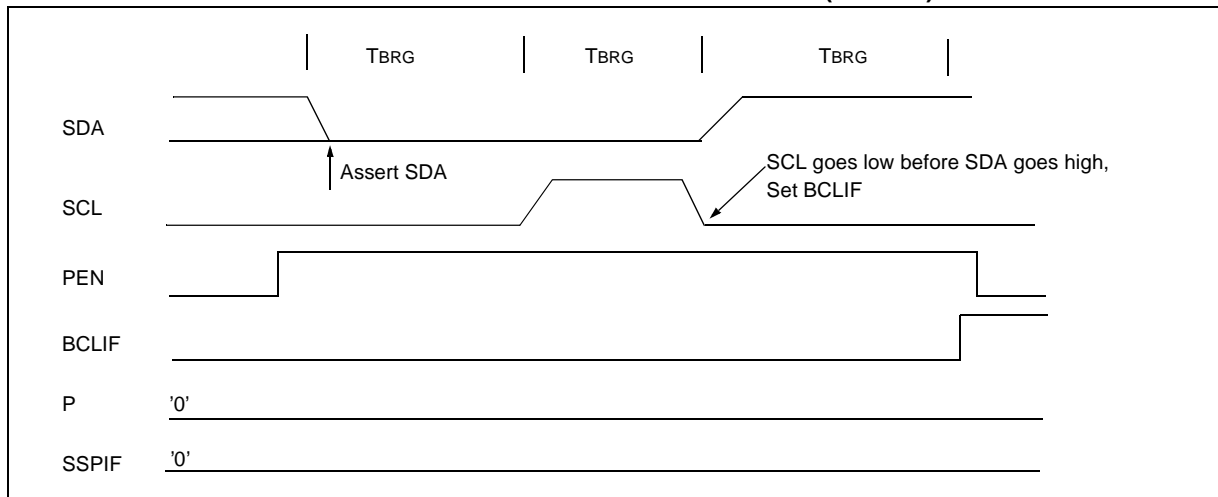 TBRG TBRG TBRG
SDA
Assert SDA
SCL goes low before SDA goes high,
Set BCLIF
SCL
PEN
BCLIF
P '0'
SSPIF '0'